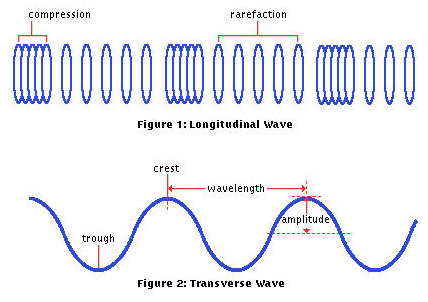 compression
rarefaction
Figure 1: Longitudinal Wave
crest
wavelength
amplitude
trough
Figure 2: Transverse Wave